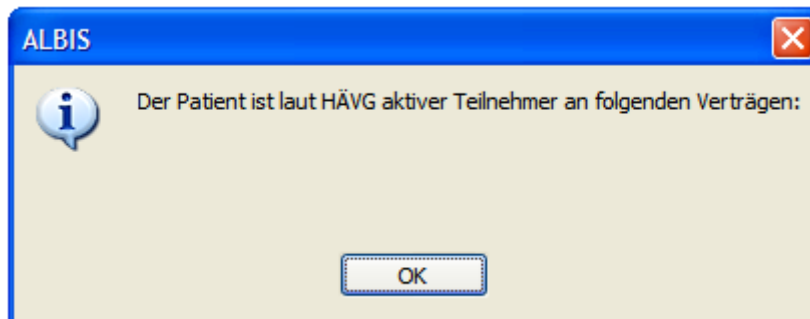 ALBIS
Der Patient ist laut HÄVG aktiver Teilnehmer an folgenden Verträgen:
OK